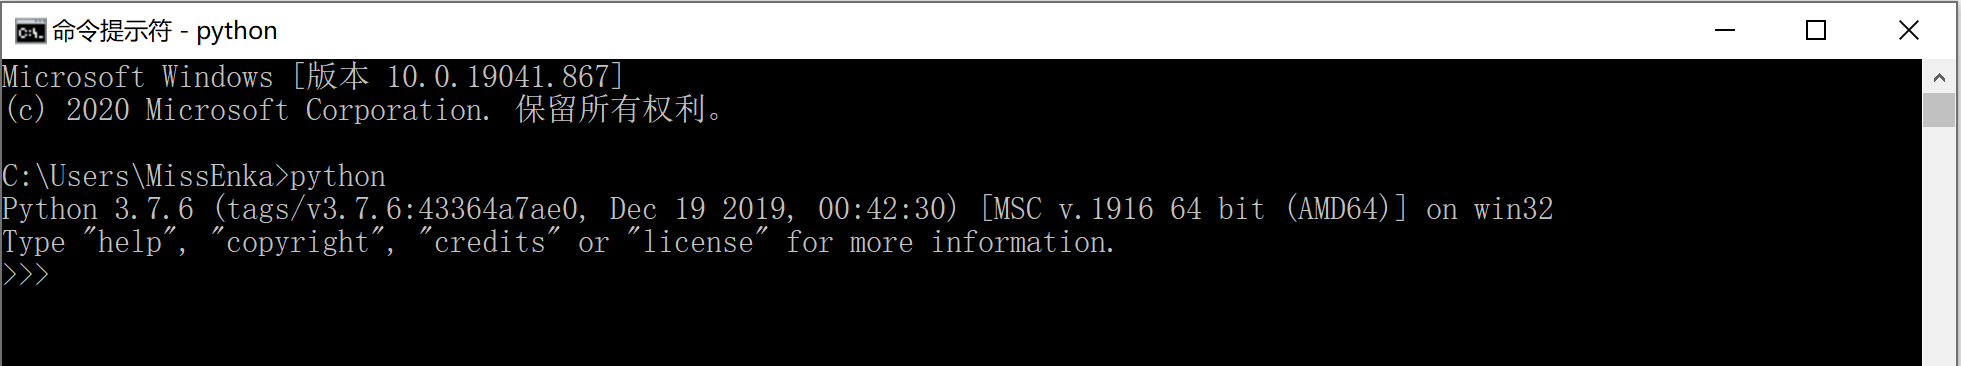 命令提示符 - python
Microsoft Windows [版本 10.0.19041.867]
(c) 2020 Microsoft Corporation. 保留所有权利。
C:\Users\MissEnka>python
Python 3.7.6 (tags/v3.7.6:43364a7ae0, Dec 19 2019, 00:42:30) [MSC v.1916 64 bit (AMD64)] on win32
Type "help", "copyright", "credits" or "license" for more information.
>>>